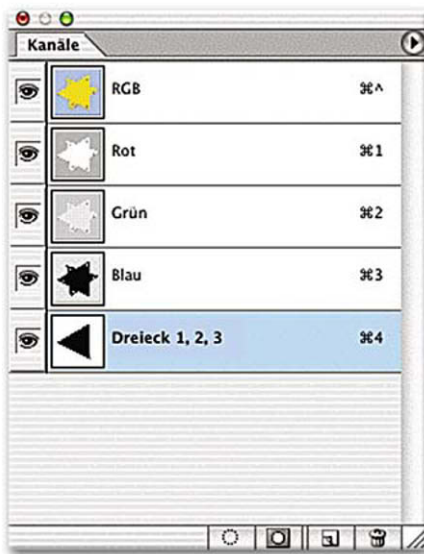 Kanäle
RGB ⌘^
Rot ⌘1
Grün ⌘2
Blau ⌘3
Dreieck 1, 2, 3 ⌘4